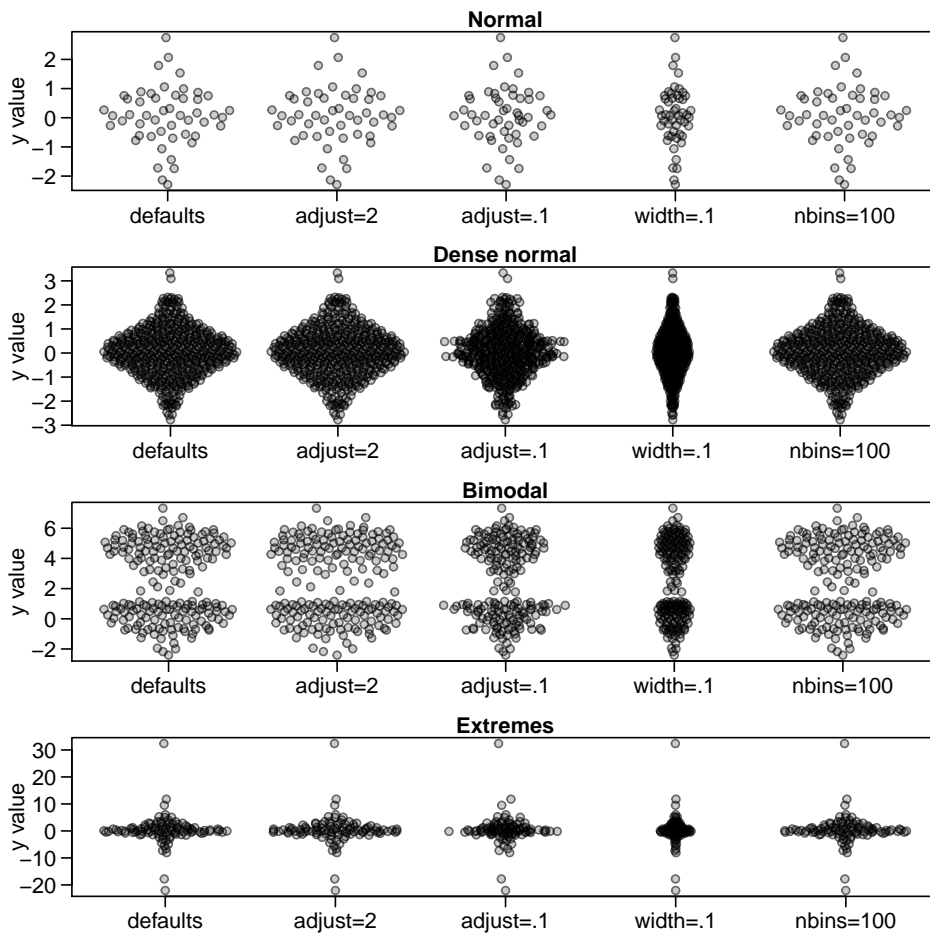 Normal
y value
2
1
0
−1
−2
defaults adjust=2 adjust=.1 width=.1 nbins=100
Dense normal
y value
3
2
1
0
−1
−2
−3
defaults adjust=2 adjust=.1 width=.1 nbins=100
Bimodal
y value
6
4
2
0
−2
defaults adjust=2 adjust=.1 width=.1 nbins=100
Extremes
y value
30
20
10
0
−10
−20
defaults adjust=2 adjust=.1 width=.1 nbins=100